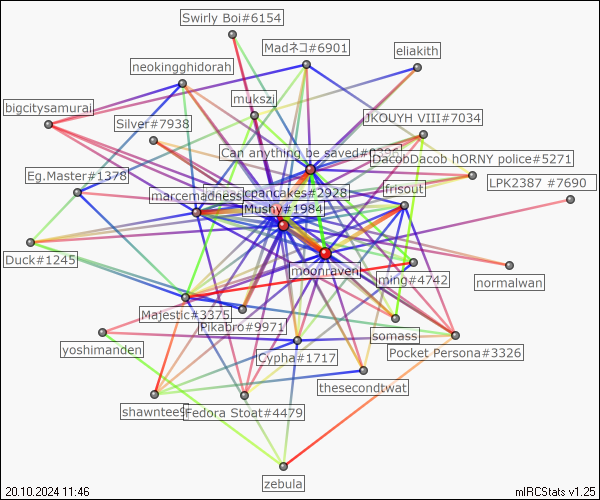 Swirly Boi#6154
Madネコ#6901
eliakith
neokingghidorah
mukszi
bigcitysamurai
JKOUYH VIII#7034
Silver#7938
Can anything be saved#0396
DacobDacob hORNY police#5271
Eg.Master#1378
LPK2387 #7690
marcemadness
cpancakes#2928
frisout
Mushy#1984
Duck#1245
moonraven
ming#4742
normalwan
Majestic#3375
Pikabro#9971
somass
yoshimanden
Cypha#1717
Pocket Persona#3326
thesecondtwat
shawntee9
Fedora Stoat#4479
zebula
20.10.2024 11:46
mIRCStats v1.25